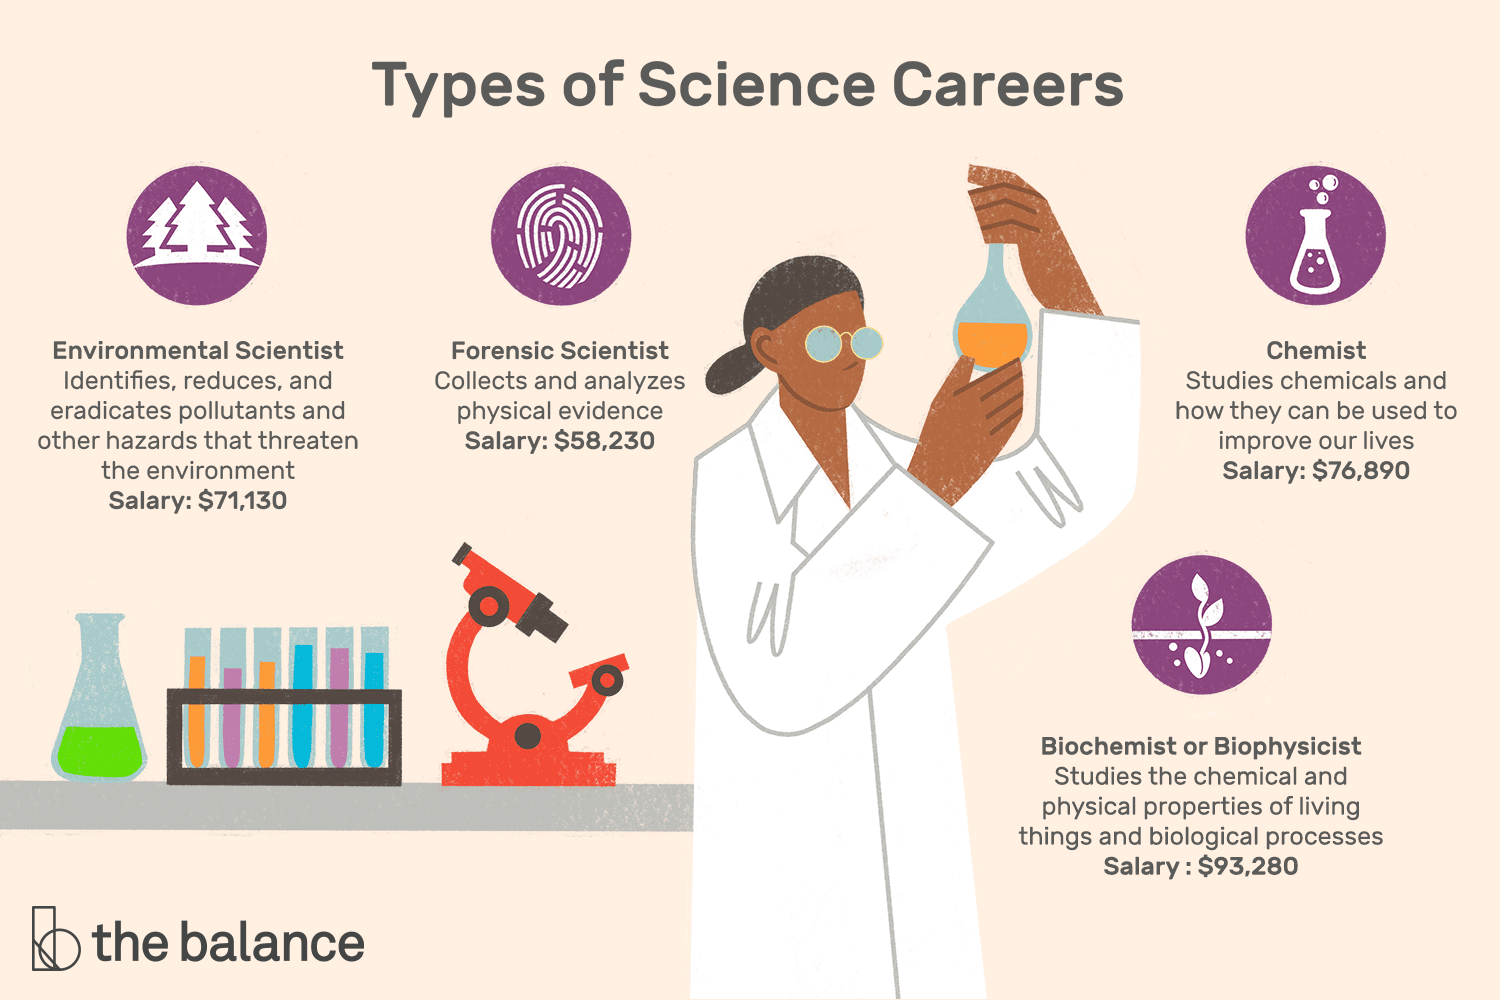 Types of Science Careers
Environmental Scientist
Identifies, reduces, and
eradicates pollutants and
other hazards that threaten
the environment
Salary: $71,130
Forensic Scientist
Collects and analyzes
physical evidence
Salary: $58,230
Chemist
Studies chemicals and
how they can be used to
improve our lives
Salary: $76,890
Biochemist or Biophysicist
Studies the chemical and
physical properties of living
things and biological processes
Salary : $93,280
the balance